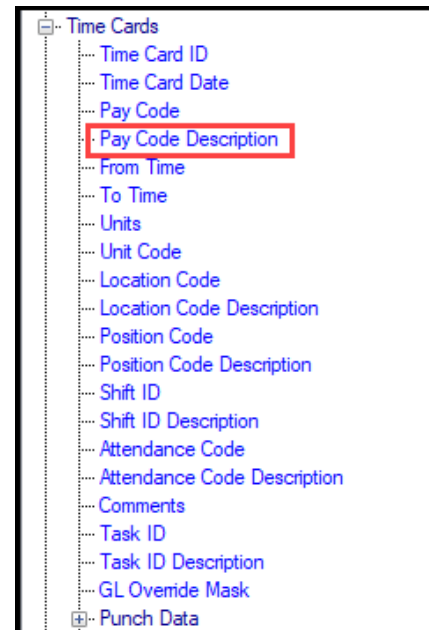 Time Cards
Time Card ID
Time Card Date
Pay Code
Pay Code Description
From Time
To Time
Units
Unit Code
Location Code
Location Code Description
Position Code
Position Code Description
Shift ID
Shift ID Description
Attendance Code
Attendance Code Description
Comments
Task ID
Task ID Description
GL Override Mask
Punch Data